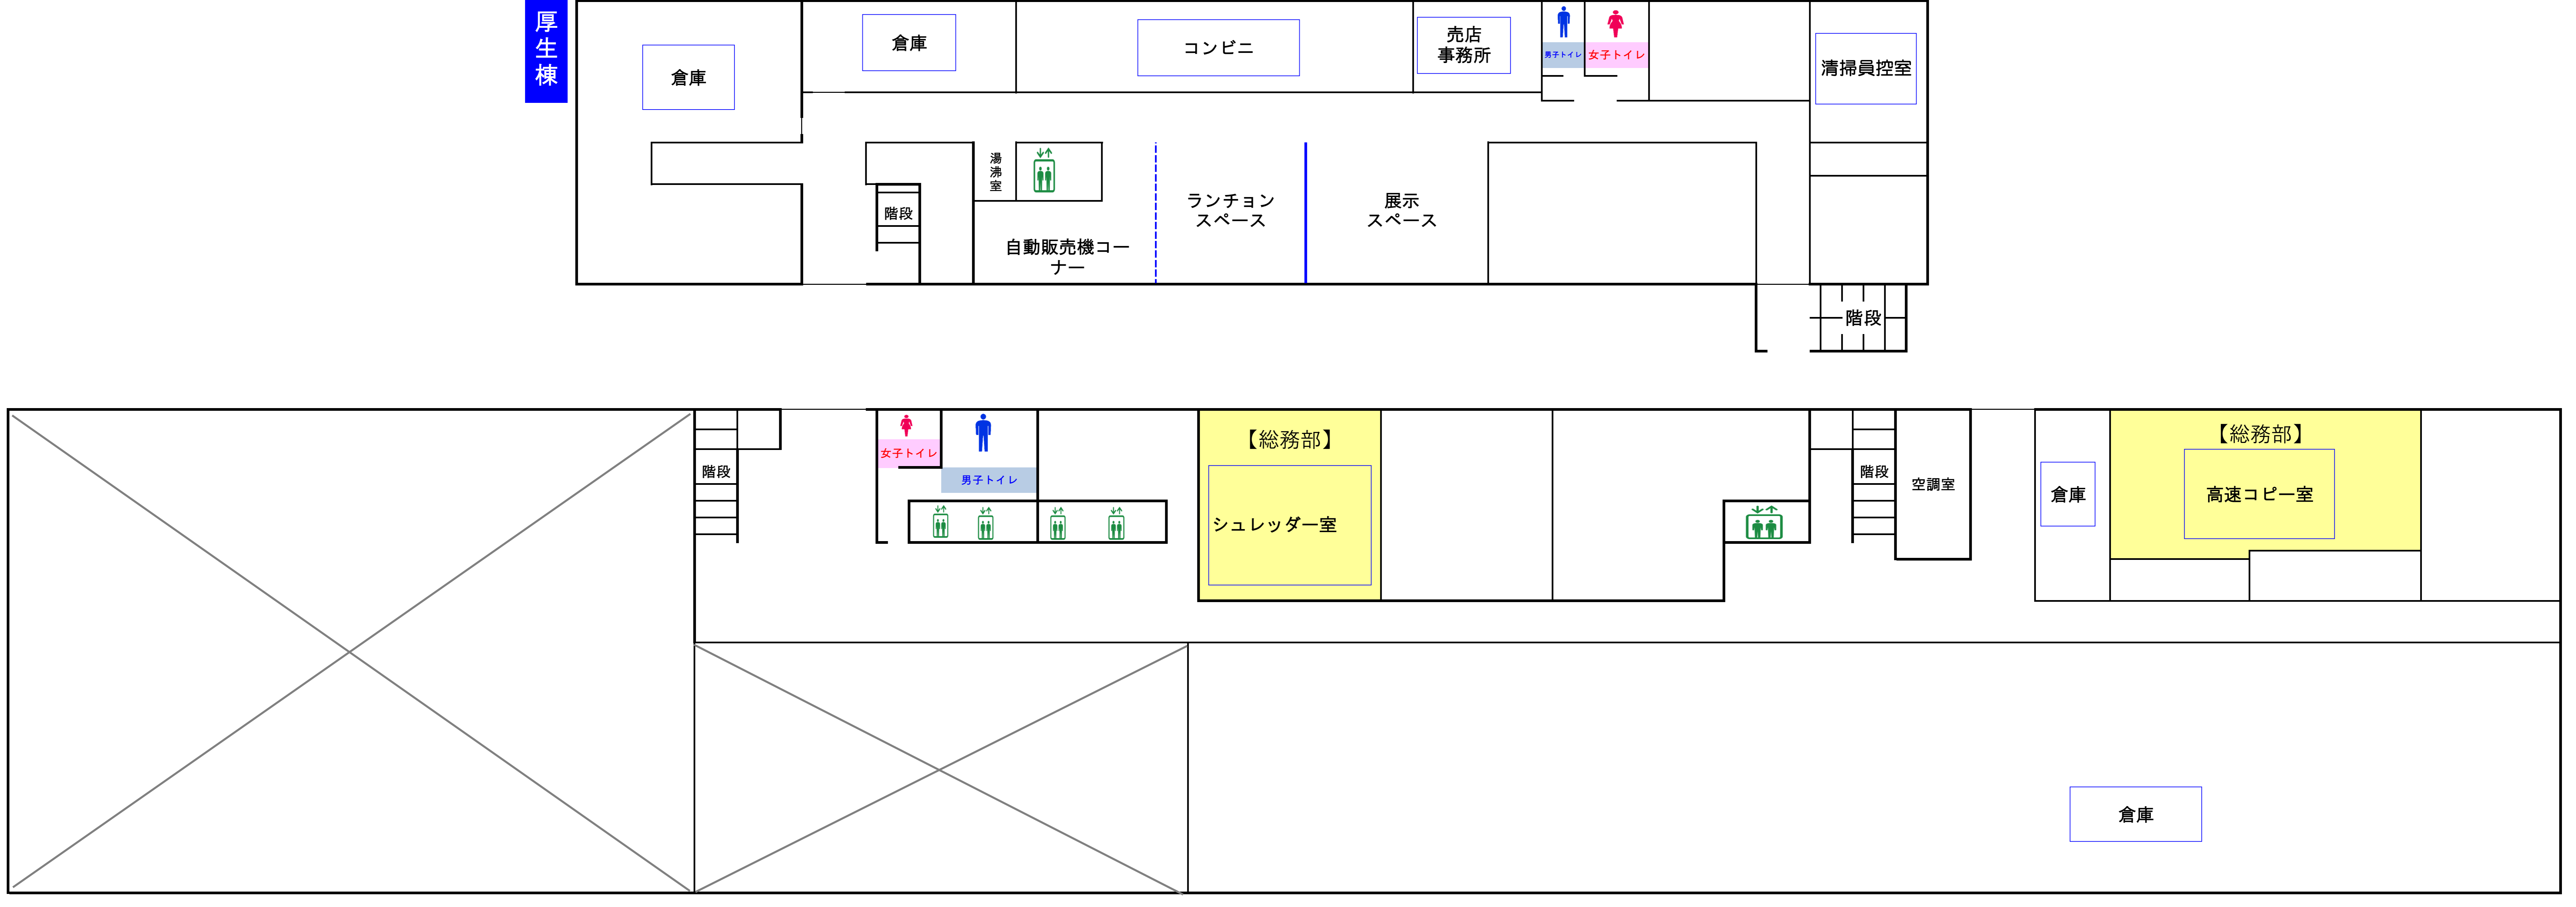 厚生棟
倉庫
倉庫
コンビニ
売店
事務所
男子トイレ
女子トイレ
清掃員控室
湯沸室
階段
自動販売機コー
ナー
ランチョン
スペース
展示
スペース
階段
階段
女子トイレ
男子トイレ
【総務部】
シュレッダー室
階段
空調室
倉庫
【総務部】
高速コピー室
倉庫